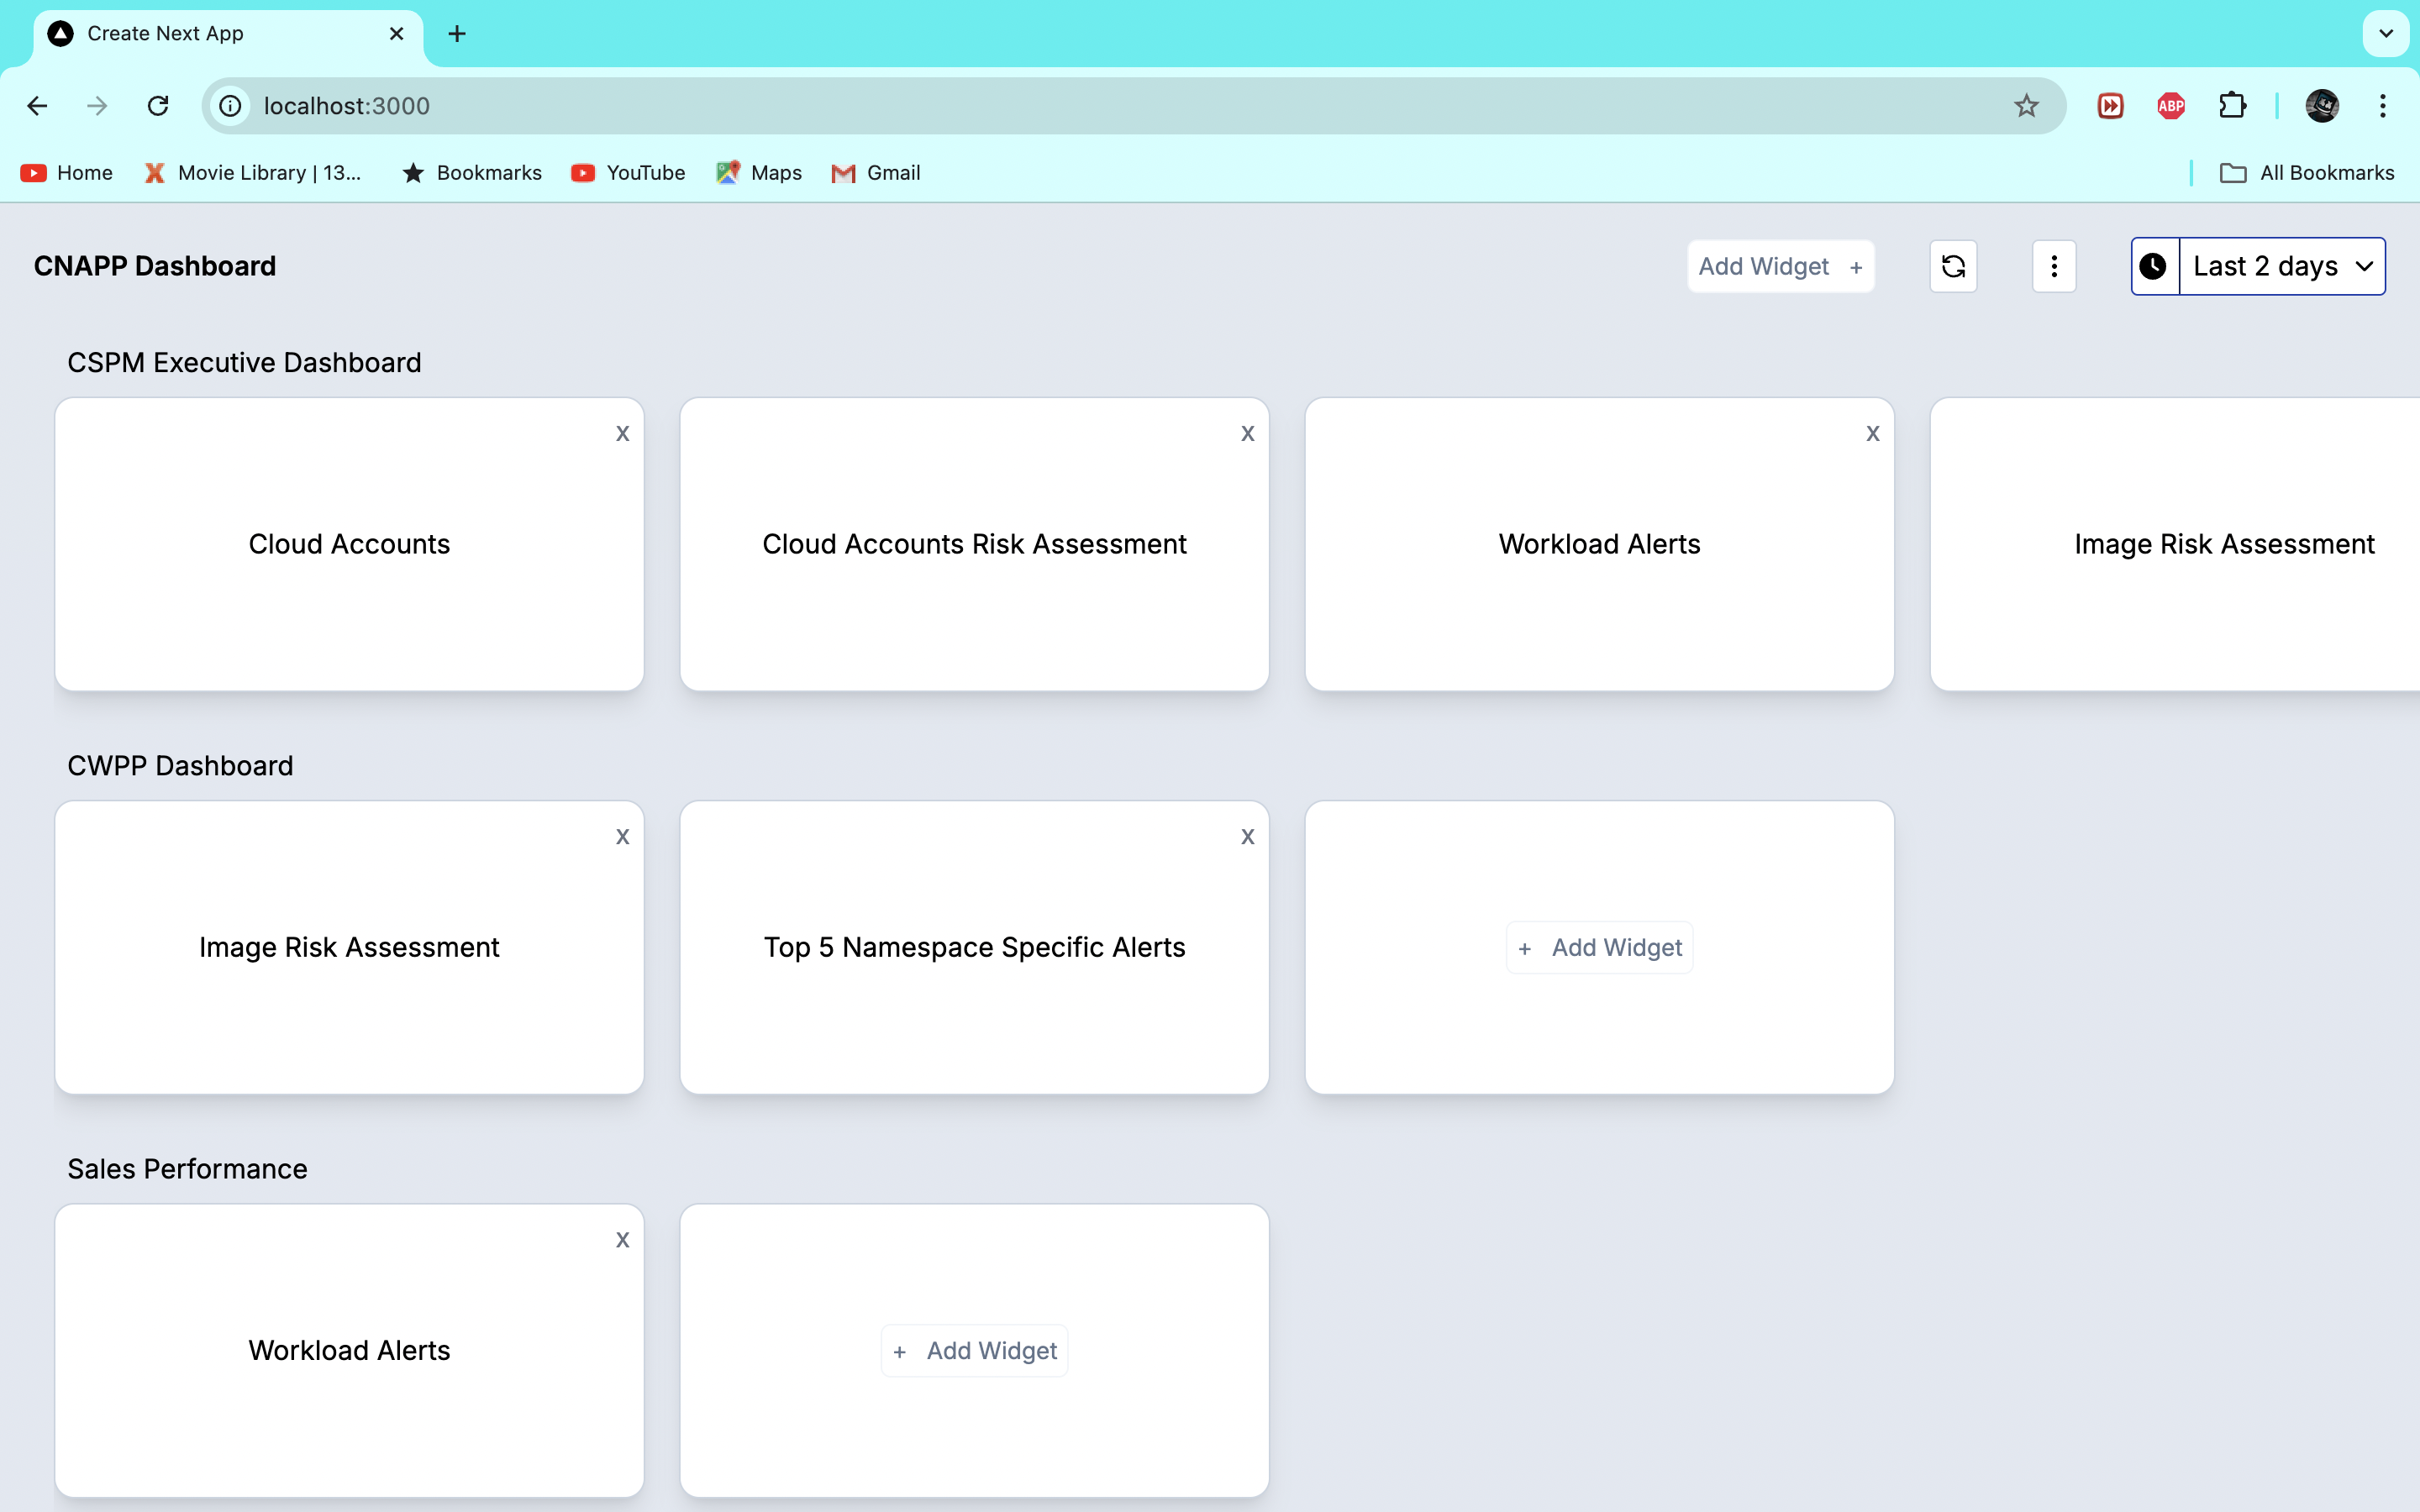 Create Next App
localhost:3000
ABP
Home Movie Library | 13... Bookmarks YouTube Maps Gmail All Bookmarks
CNAPP Dashboard Add Widget + Last 2 days
CSPM Executive Dashboard
X X X
Cloud Accounts Cloud Accounts Risk Assessment Workload Alerts Image Risk Assessment
CWPP Dashboard
X X
Image Risk Assessment Top 5 Namespace Specific Alerts + Add Widget
Sales Performance
X
Workload Alerts + Add Widget